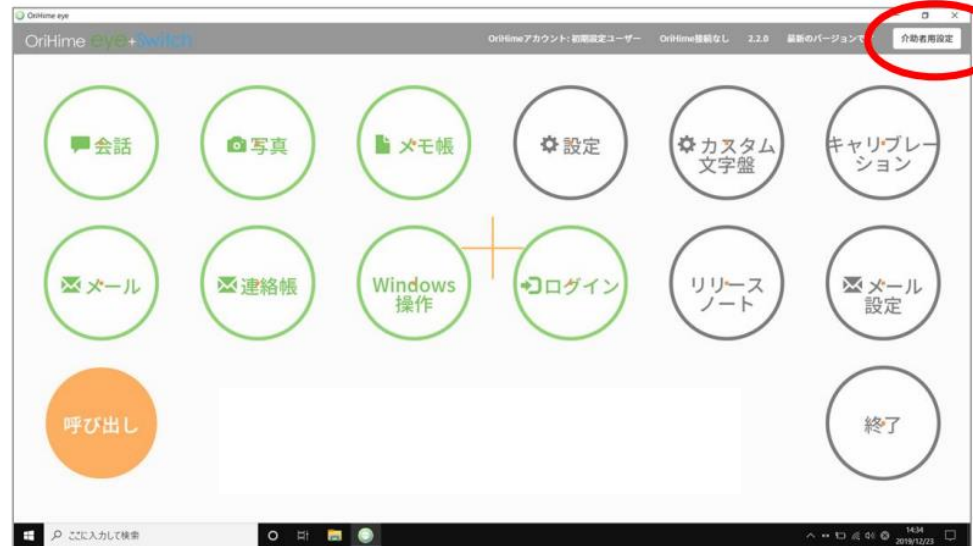 OriHime eye
OriHime eye+Switch
OriHimeアカウント: 初期設定ユーザー OriHime接続なし 2.2.0 最新のバージョンで
介助者用設定
会話
写真
メモ帳
設定
カスタム
文字盤
キャリブレー
ション
メール
連絡帳
Windows
操作
ログイン
リリース
ノート
メール
設定
呼び出し
終了
ここに入力して検索
14:34
2019/12/23